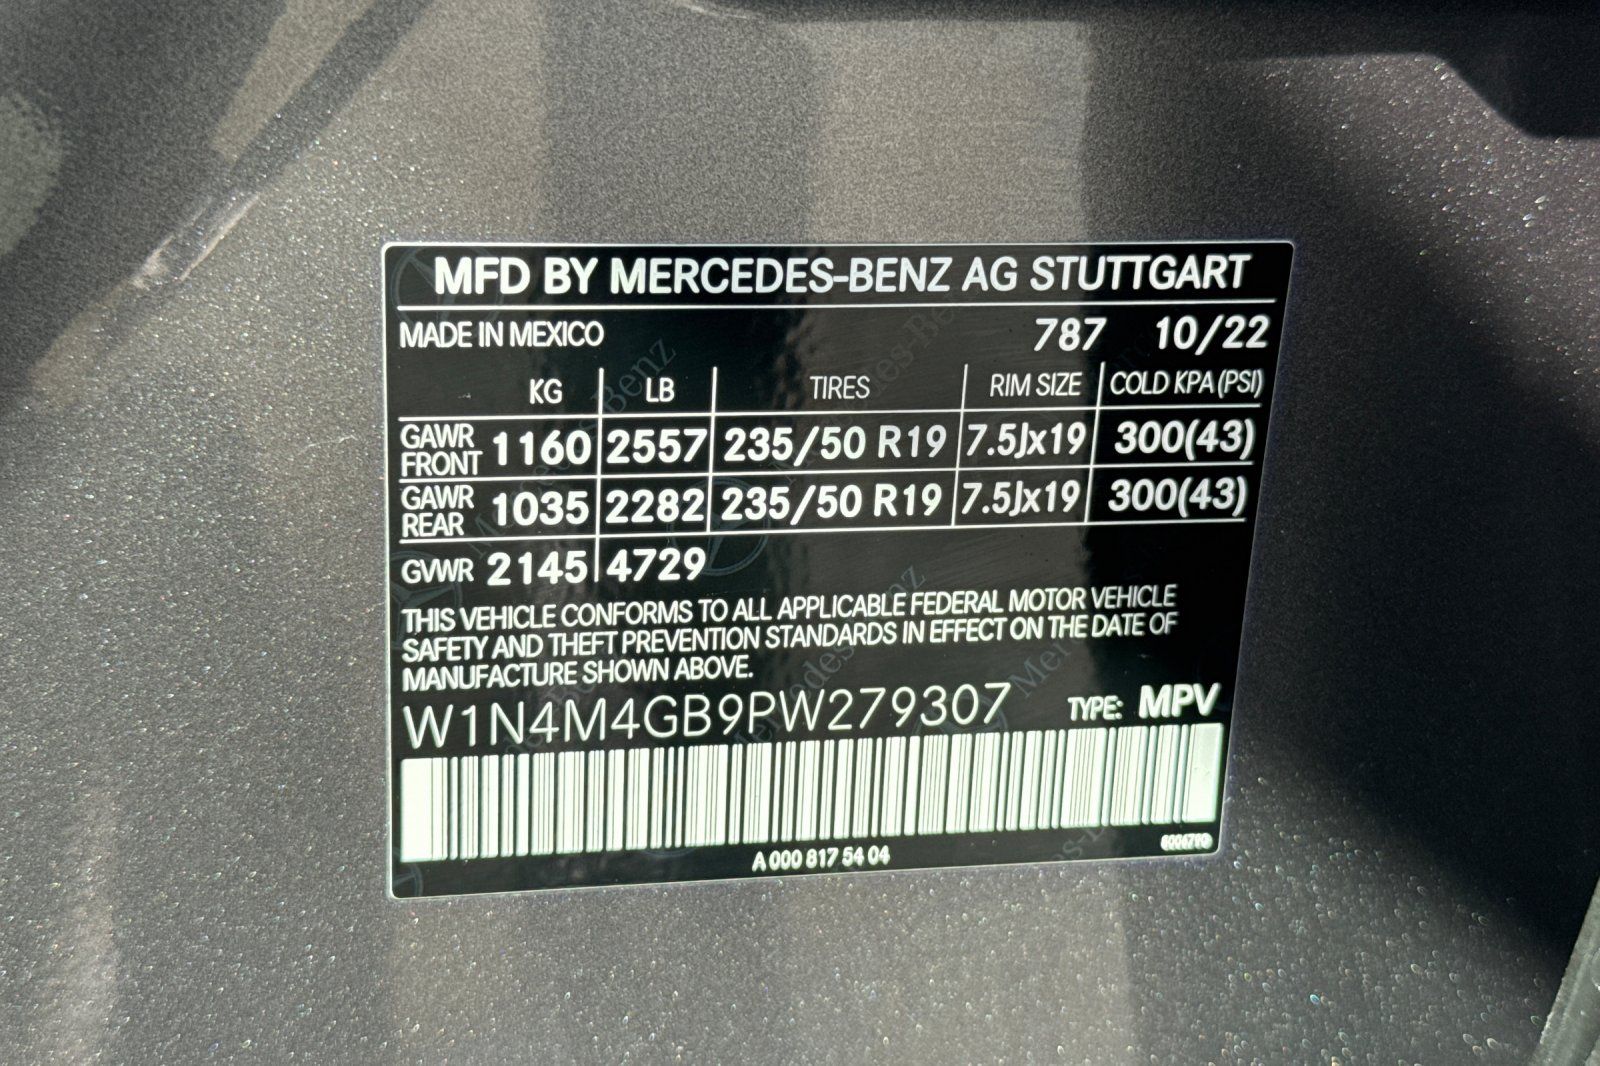 MFD BY MERCEDES-BENZ AG STUTTGART
MADE IN MEXICO 787 10/22
KG LB TIRES RIM SIZE COLD KPA (PSI)
GAWR FRONT 1160 2557 235/50 R19 7.5Jx19 300(43)
GAWR REAR 1035 2282 235/50 R19 7.5Jx19 300(43)
GVWR 2145 4729
THIS VEHICLE CONFORMS TO ALL APPLICABLE FEDERAL MOTOR VEHICLE
SAFETY AND THEFT PREVENTION STANDARDS IN EFFECT ON THE DATE OF
MANUFACTURE SHOWN ABOVE.
W1N4M4GB9PW279307 TYPE: MPV
A 000 817 54 04